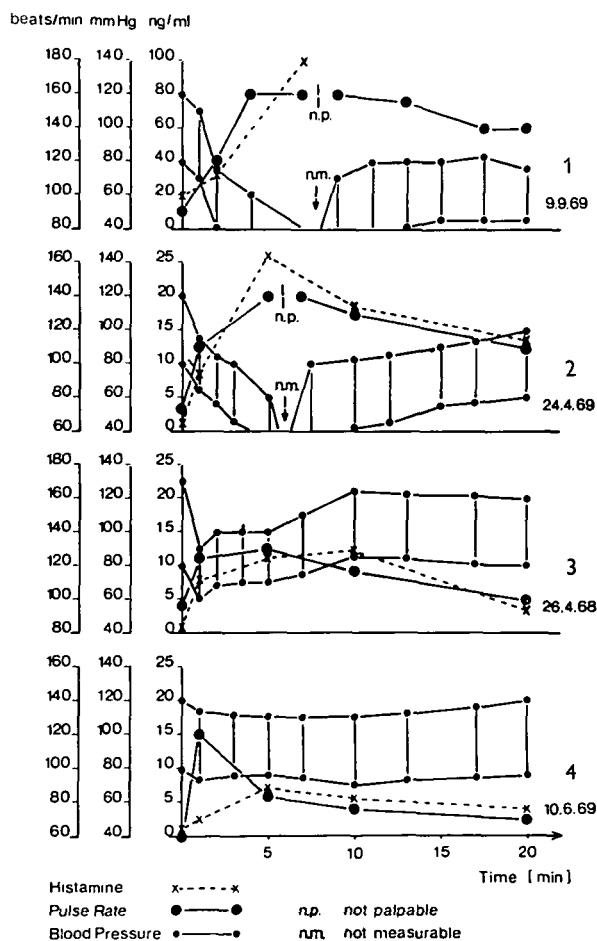 beats/min mmHg ng/ml
180 140 100
160 120 80
n.p.
140 100 60
120 80 40
n.m.
1
100 60 20
9.9.69
80 40 0
160 140 25
140 120 20
n.p.
120 100 15
100 80 10
n.m.
2
80 60 5
24.4.69
60 40 0
180 140 25
160 120 20
140 100 15
120 80 10
3
100 60 5
26.4.68
80 40 0
160 140 25
140 120 20
120 100 15
100 80 10
4
80 60 5
10.6.69
60 40 0
5 10 15 20
Time [min]
Histamine x-----x
Pulse Rate n.p. not palpable
Blood Pressure n.m. not measurable